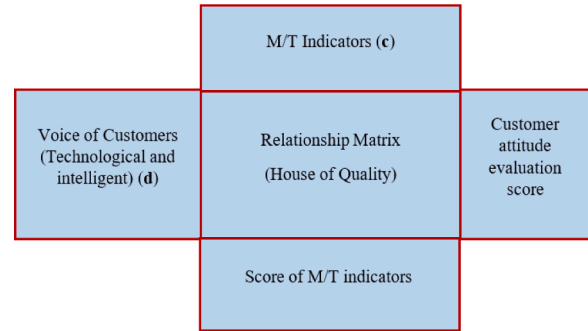 M/T Indicators (c)
Voice of Customers
(Technological and
intelligent) (d)
Relationship Matrix
(House of Quality)
Customer
attitude
evaluation
score
Score of M/T indicators